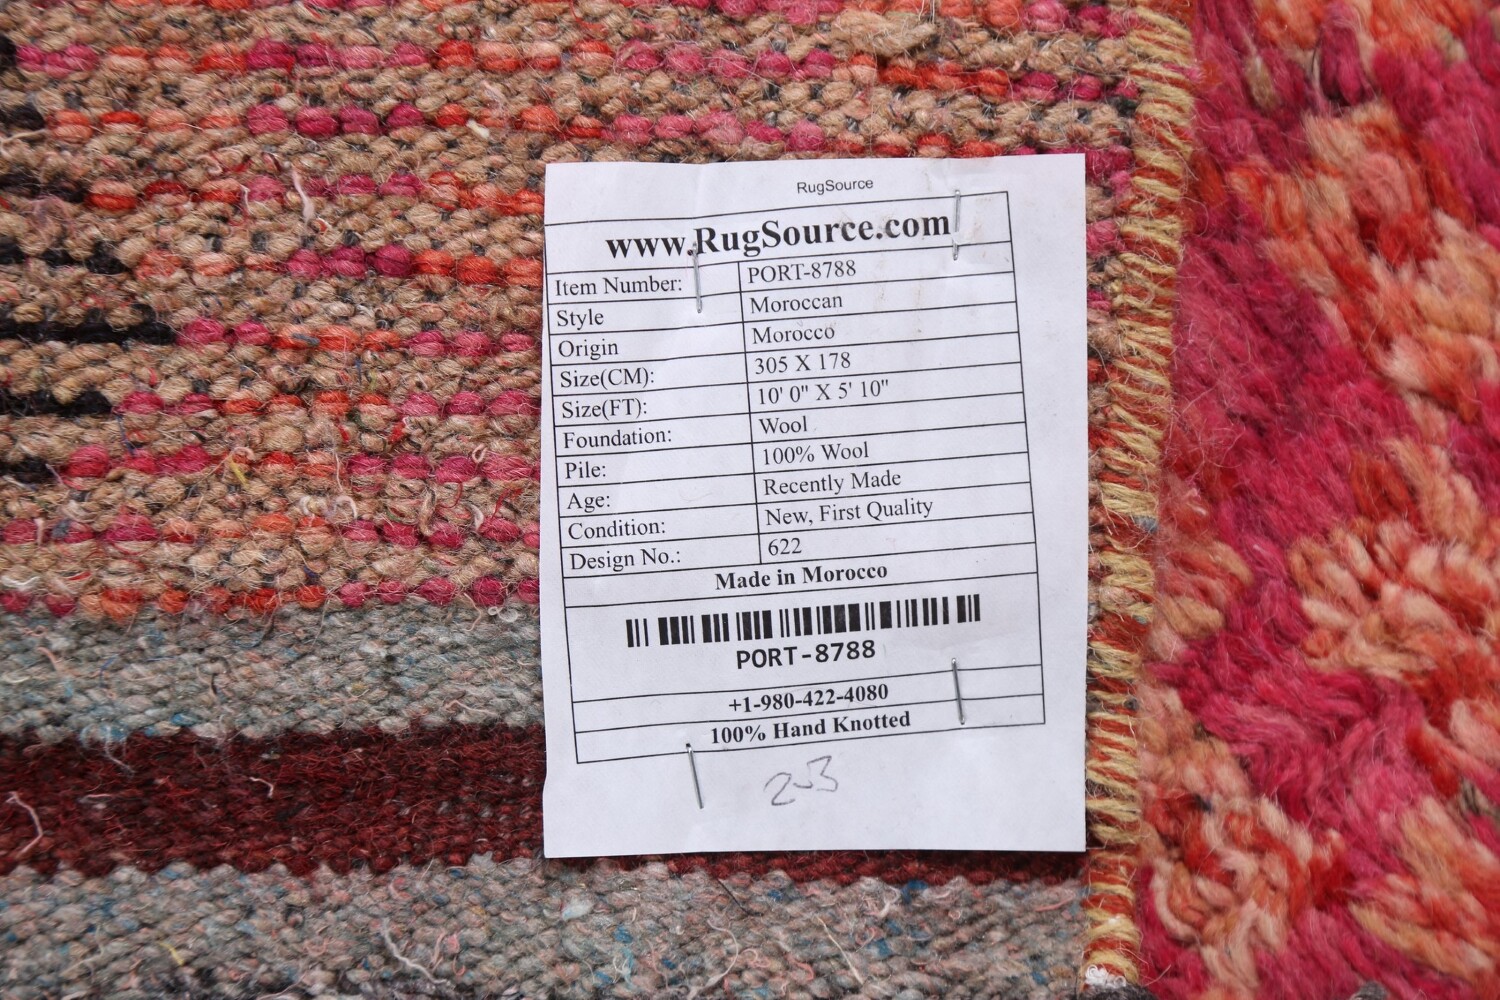 RugSource
www.RugSource.com
Item Number: PORT-8788
Style Moroccan
Origin Morocco
Size(CM): 305 X 178
Size(FT): 10' 0" X 5' 10"
Foundation: Wool
Pile: 100% Wool
Age: Recently Made
Condition: New, First Quality
Design No.: 622
Made in Morocco
PORT-8788
+1-980-422-4080
100% Hand Knotted